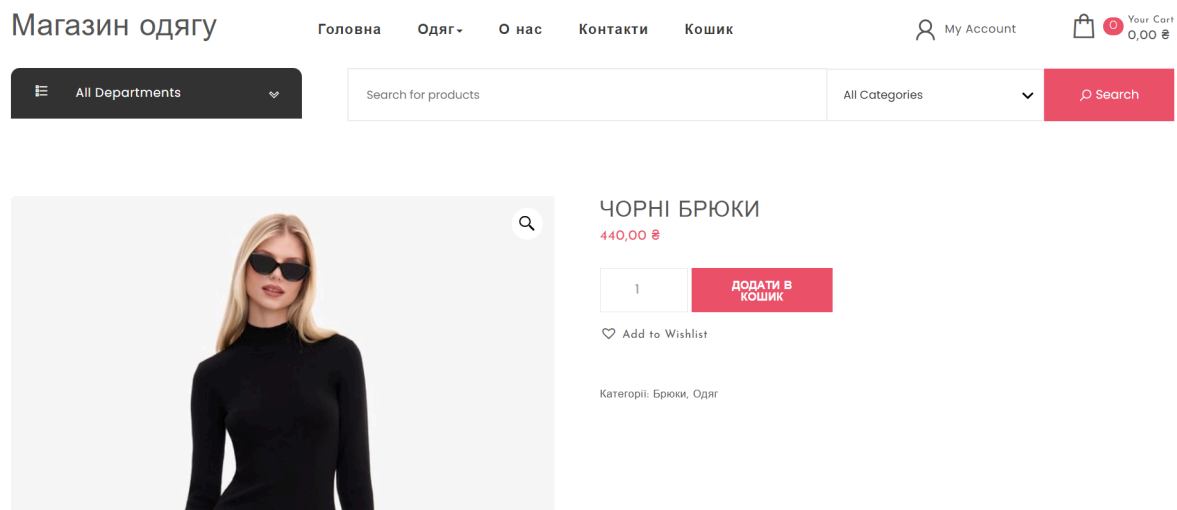 Магазин одягу
Головна Одяг О нас Контакти Кошик
My Account
0 Your Cart
0,00 ₴
All Departments
Search for products
All Categories
Search
ЧОРНІ БРЮКИ
440,00 ₴
1
ДОДАТИ В
КОШИК
Add to Wishlist
Категорії: Брюки, Одяг